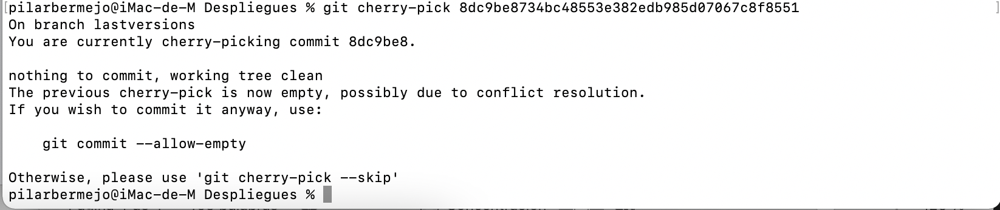 [pilarbermejo@iMac-de-M Despliegues % git cherry-pick 8dc9be8734bc48553e382edb985d07067c8f8551 ]
On branch lastversions
You are currently cherry-picking commit 8dc9be8.
nothing to commit, working tree clean
The previous cherry-pick is now empty, possibly due to conflict resolution.
If you wish to commit it anyway, use:
git commit --allow-empty
Otherwise, please use 'git cherry-pick --skip'
pilarbermejo@iMac-de-M Despliegues %